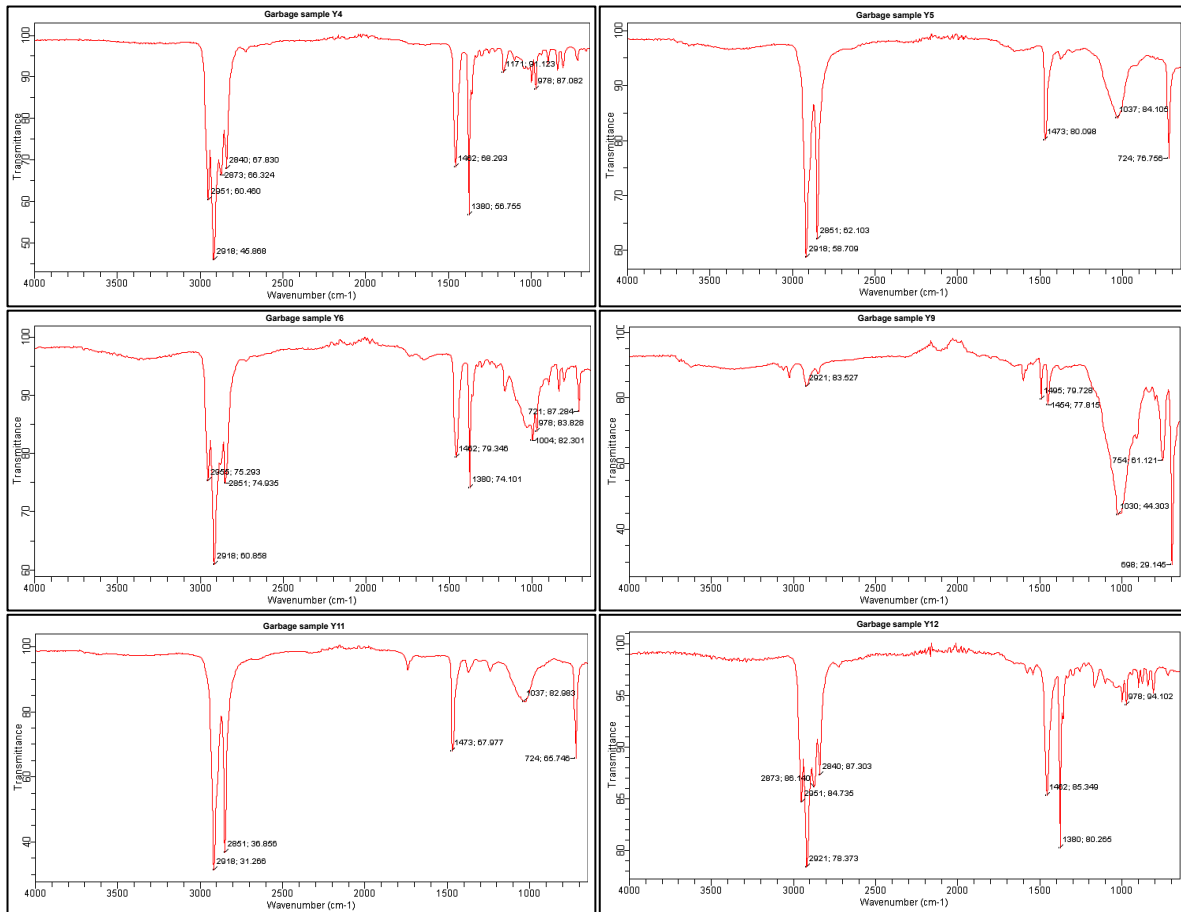 Garbage sample Y4
Transmittance
100
90
80
70
60
50
2840; 67.830
2873; 66.324
2951; 60.460
2918; 45.868
1462; 68.293
1380; 56.755
1171; 91.123
978; 87.082
4000 3500 3000 2500 2000 1500 1000
Wavenumber (cm-1)
Garbage sample Y5
Transmittance
100
90
80
70
60
2851; 62.103
2918; 58.709
1473; 80.098
1037; 84.105
724; 76.756
4000 3500 3000 2500 2000 1500 1000
Wavenumber (cm-1)
Garbage sample Y6
Transmittance
100
90
80
70
60
2955; 75.293
2851; 74.935
2918; 60.858
1462; 79.346
1380; 74.101
721; 87.284
978; 83.828
1004; 82.301
4000 3500 3000 2500 2000 1500 1000
Wavenumber (cm-1)
Garbage sample Y9
Transmittance
100
80
60
40
2921; 83.527
1495; 79.728
1454; 77.815
754; 61.121
1030; 44.303
698; 29.146
4000 3500 3000 2500 2000 1500 1000
Wavenumber (cm-1)
Garbage sample Y11
Transmittance
100
80
60
40
2851; 36.856
2918; 31.266
1473; 67.977
1037; 82.983
724; 65.746
4000 3500 3000 2500 2000 1500 1000
Wavenumber (cm-1)
Garbage sample Y12
Transmittance
100
95
90
85
80
2840; 87.303
2873; 86.140
2951; 84.735
2921; 78.373
1462; 85.349
1380; 80.265
978; 94.102
4000 3500 3000 2500 2000 1500 1000
Wavenumber (cm-1)